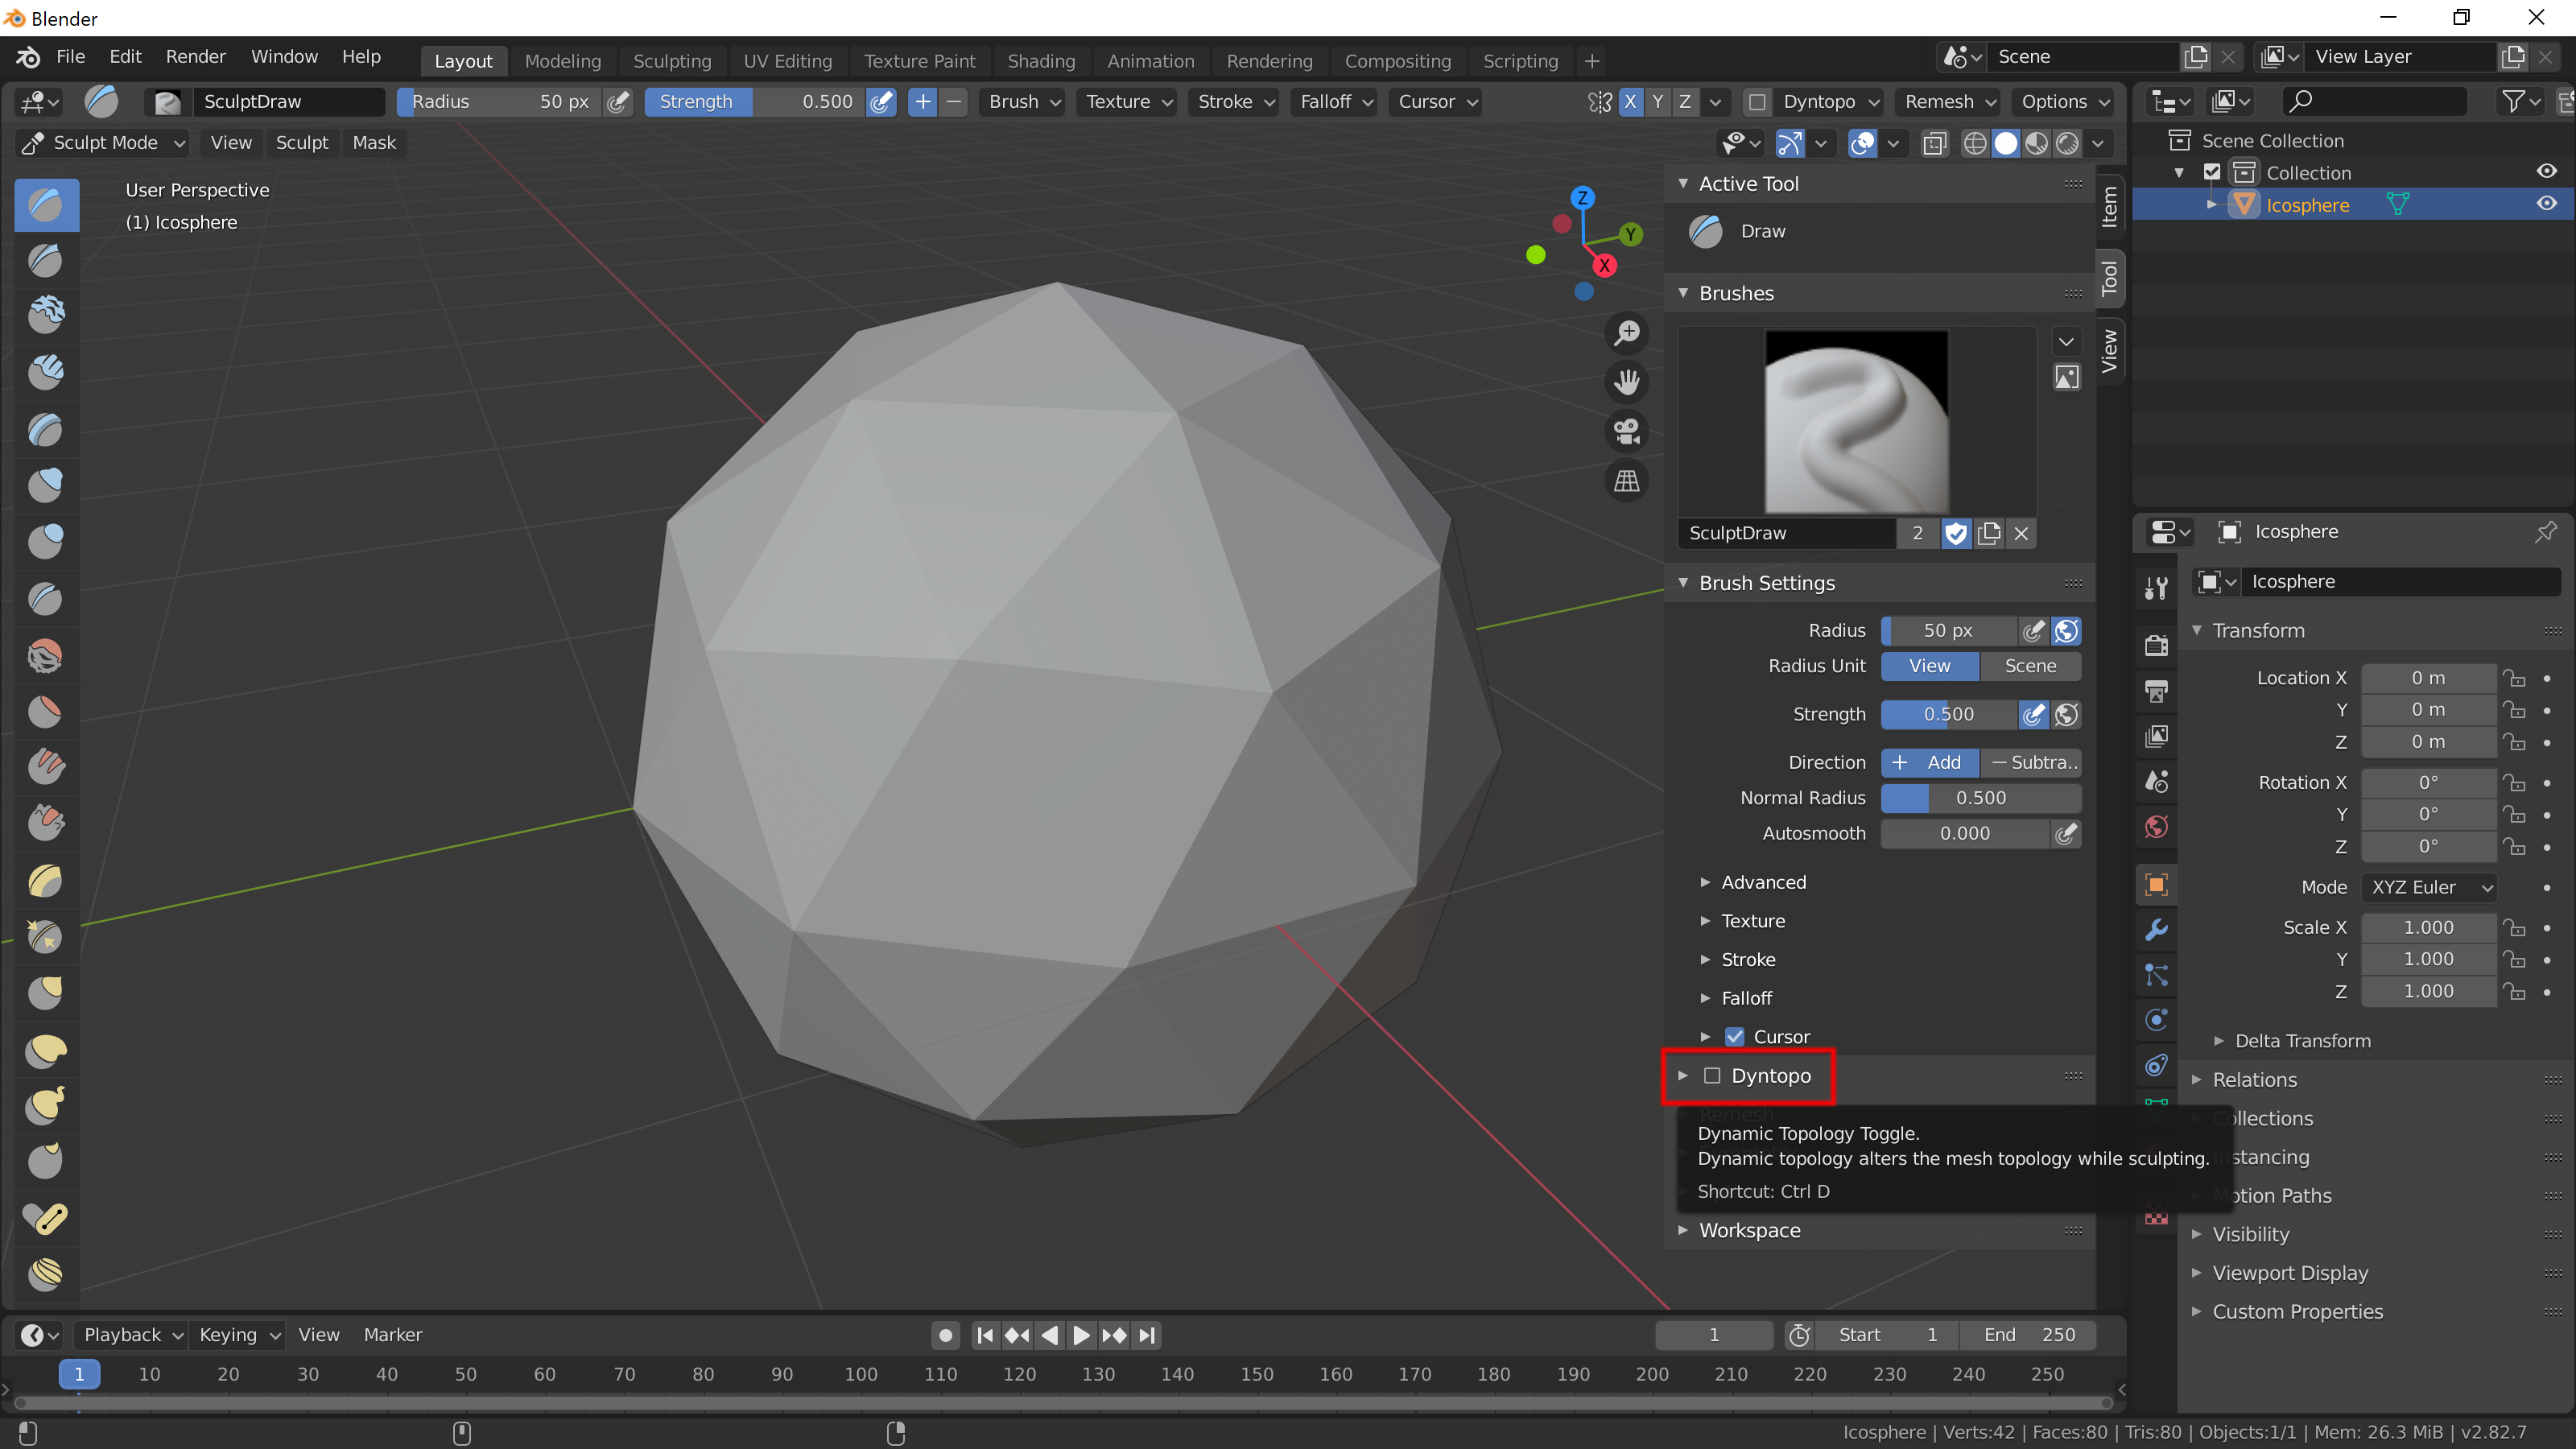 Blender
File Edit Render Window Help Layout Modeling Sculpting UV Editing Texture Paint Shading Animation Rendering Compositing Scripting + Scene View Layer
SculptDraw Radius 50 px Strength 0.500 + − Brush Texture Stroke Falloff Cursor X Y Z Dyntopo Remesh Options
Sculpt Mode View Sculpt Mask
User Perspective
(1) Icosphere
Z
Y
X
Active Tool
Draw
Brushes
SculptDraw 2
Brush Settings
Radius 50 px
Radius Unit View Scene
Strength 0.500
Direction + Add − Subtra..
Normal Radius 0.500
Autosmooth 0.000
Advanced
Texture
Stroke
Falloff
Cursor
Dyntopo
Remesh
Dynamic Topology Toggle.
Dynamic topology alters the mesh topology while sculpting.
Shortcut: Ctrl D
Workspace
Item
Tool
View
Scene Collection
Collection
Icosphere
Icosphere
Icosphere
Transform
Location X 0 m
Y 0 m
Z 0 m
Rotation X 0°
Y 0°
Z 0°
Mode XYZ Euler
Scale X 1.000
Y 1.000
Z 1.000
Delta Transform
Relations
ollections
nstancing
otion Paths
Visibility
Viewport Display
Custom Properties
Playback Keying View Marker 1 Start 1 End 250
1 10 20 30 40 50 60 70 80 90 100 110 120 130 140 150 160 170 180 190 200 210 220 230 240 250
Icosphere | Verts:42 | Faces:80 | Tris:80 | Objects:1/1 | Mem: 26.3 MiB | v2.82.7